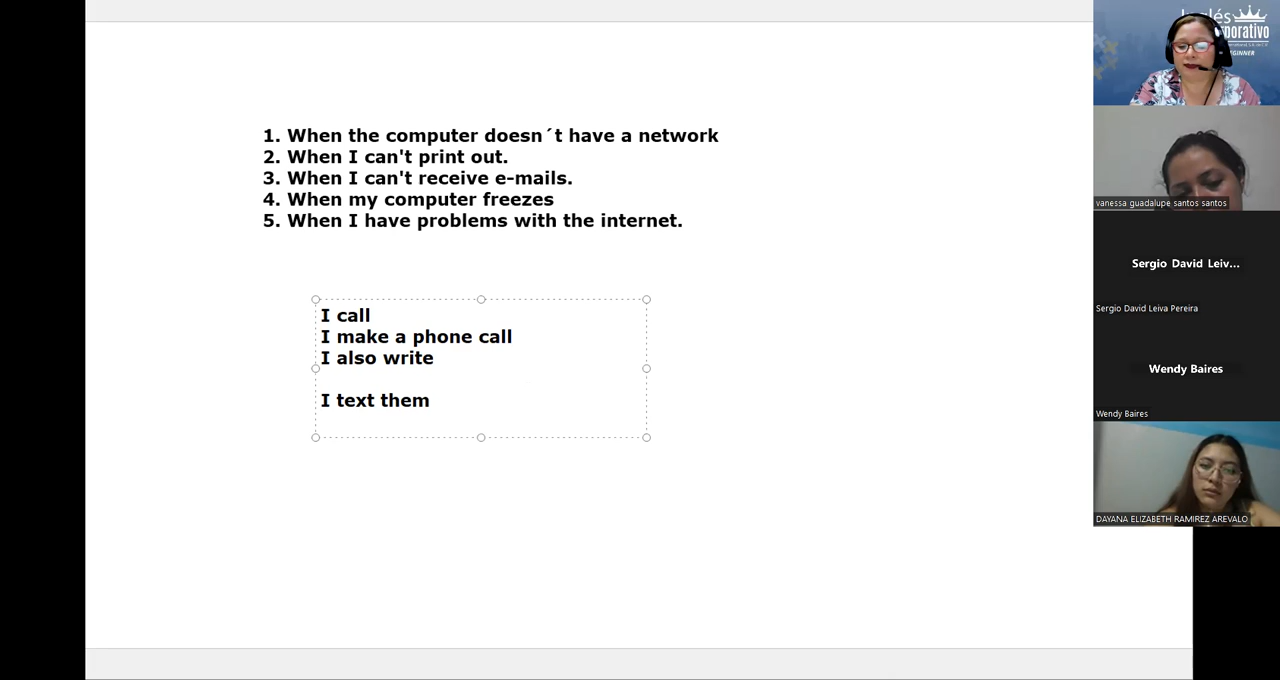 1. When the computer doesn´t have a network
2. When I can't print out.
3. When I can't receive e-mails.
4. When my computer freezes
5. When I have problems with the internet.
I call
I make a phone call
I also write
I text them
vanessa guadalupe santos santos
Sergio David Leiv...
Sergio David Leiva Pereira
Wendy Baires
Wendy Baires
DAYANA ELIZABETH RAMIREZ AREVALO